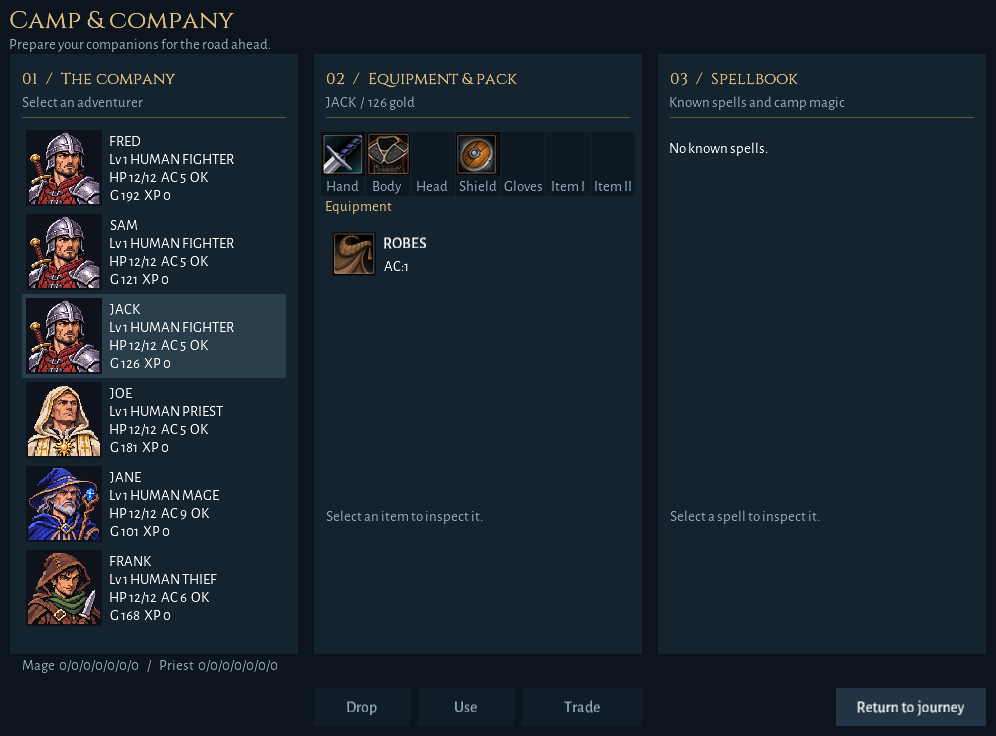 Camp & company
Prepare your companions for the road ahead.
01 / The company
Select an adventurer
FRED
Lv1 HUMAN FIGHTER
HP 12/12 AC 5 OK
G 192 XP 0
SAM
Lv1 HUMAN FIGHTER
HP 12/12 AC 5 OK
G 121 XP 0
JACK
Lv1 HUMAN FIGHTER
HP 12/12 AC 5 OK
G 126 XP 0
JOE
Lv1 HUMAN PRIEST
HP 12/12 AC 5 OK
G 181 XP 0
JANE
Lv1 HUMAN MAGE
HP 12/12 AC 9 OK
G 101 XP 0
FRANK
Lv1 HUMAN THIEF
HP 12/12 AC 6 OK
G 168 XP 0
Mage 0/0/0/0/0/0/0 / Priest 0/0/0/0/0/0/0
02 / Equipment & pack
JACK / 126 gold
Hand Body Head Shield Gloves Item I Item II
Equipment
ROBES
AC:1
Select an item to inspect it.
03 / Spellbook
Known spells and camp magic
No known spells.
Select a spell to inspect it.
Drop Use Trade Return to journey